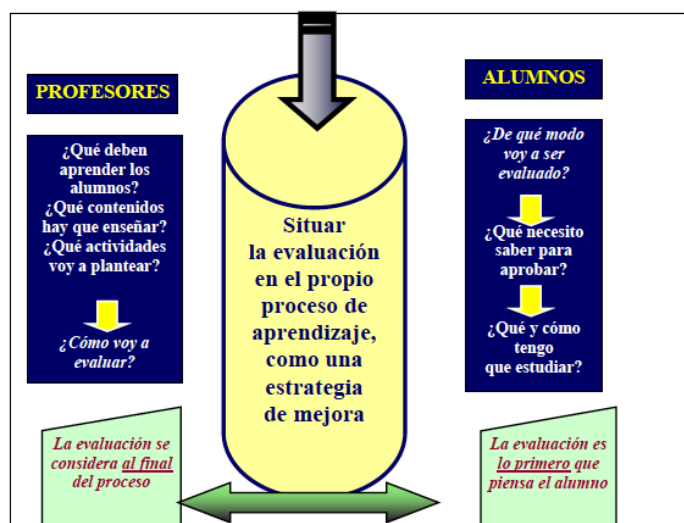 PROFESORES
¿Qué deben
aprender los
alumnos?
¿Qué contenidos
hay que enseñar?
¿Qué actividades
voy a plantear?
¿Cómo voy a
evaluar?
La evaluación se
considera al final
del proceso
Situar
la evaluación
en el propio
proceso de
aprendizaje,
como una
estrategia
de mejora
ALUMNOS
¿De qué modo
voy a ser
evaluado?
¿Qué necesito
saber para
aprobar?
¿Qué y cómo
tengo
que estudiar?
La evaluación es
lo primero que
piensa el alumno